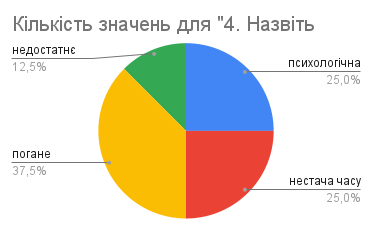 Кількість значень для "4. Назвіть
недостатнє
12,5%
психологічна
25,0%
погане
37,5%
нестача часу
25,0%